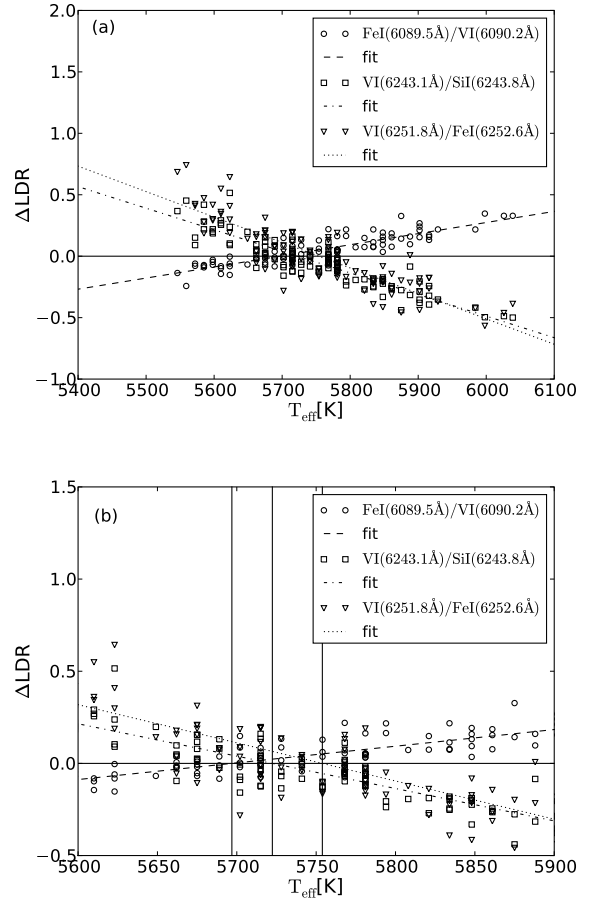 (a)
2.0
1.5
1.0
0.5
0.0
−0.5
−1.0
ΔLDR
FeI(6089.5Å)/VI(6090.2Å)
fit
VI(6243.1Å)/SiI(6243.8Å)
fit
VI(6251.8Å)/FeI(6252.6Å)
fit
5400 5500 5600 5700 5800 5900 6000 6100
Teff[K]
(b)
1.5
1.0
0.5
0.0
−0.5
ΔLDR
FeI(6089.5Å)/VI(6090.2Å)
fit
VI(6243.1Å)/SiI(6243.8Å)
fit
VI(6251.8Å)/FeI(6252.6Å)
fit
5600 5650 5700 5750 5800 5850 5900
Teff[K]